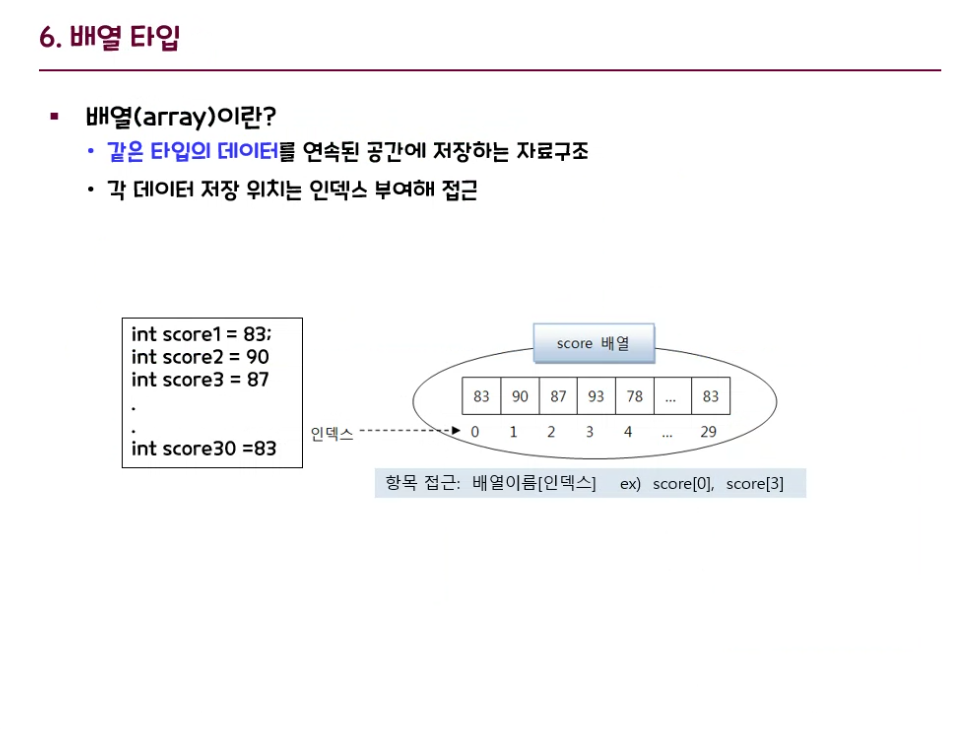 6. 배열 타입
▪ 배열(array)이란?
• 같은 타입의 데이터를 연속된 공간에 저장하는 자료구조
• 각 데이터 저장 위치는 인덱스 부여해 접근
int score1 = 83;
int score2 = 90
int score3 = 87
.
.
int score30 =83
score 배열
83 90 87 93 78 ... 83
인덱스 0 1 2 3 4 ... 29
항목 접근: 배열이름[인덱스] ex) score[0], score[3]